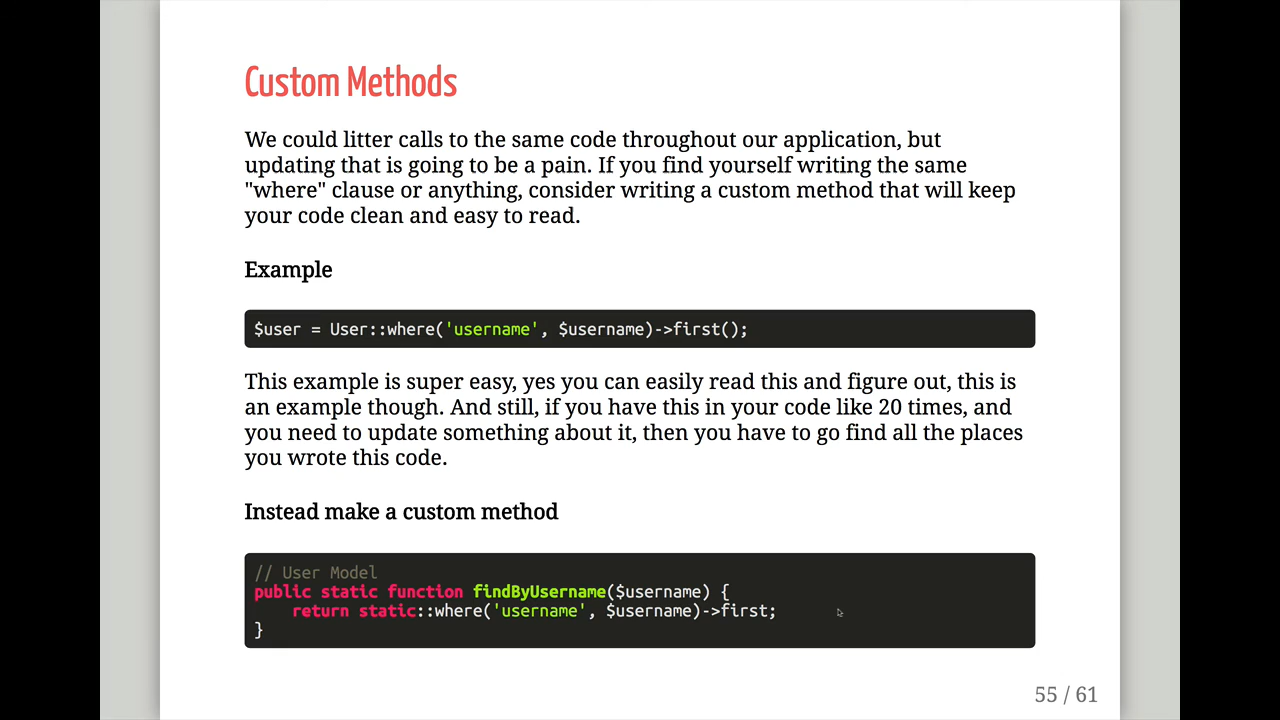 Custom Methods
We could litter calls to the same code throughout our application, but
updating that is going to be a pain. If you find yourself writing the same
"where" clause or anything, consider writing a custom method that will keep
your code clean and easy to read.
Example
$user = User::where('username', $username)->first();
This example is super easy, yes you can easily read this and figure out, this is
an example though. And still, if you have this in your code like 20 times, and
you need to update something about it, then you have to go find all the places
you wrote this code.
Instead make a custom method
// User Model
public static function findByUsername($username) {
    return static::where('username', $username)->first;
}
55 / 61